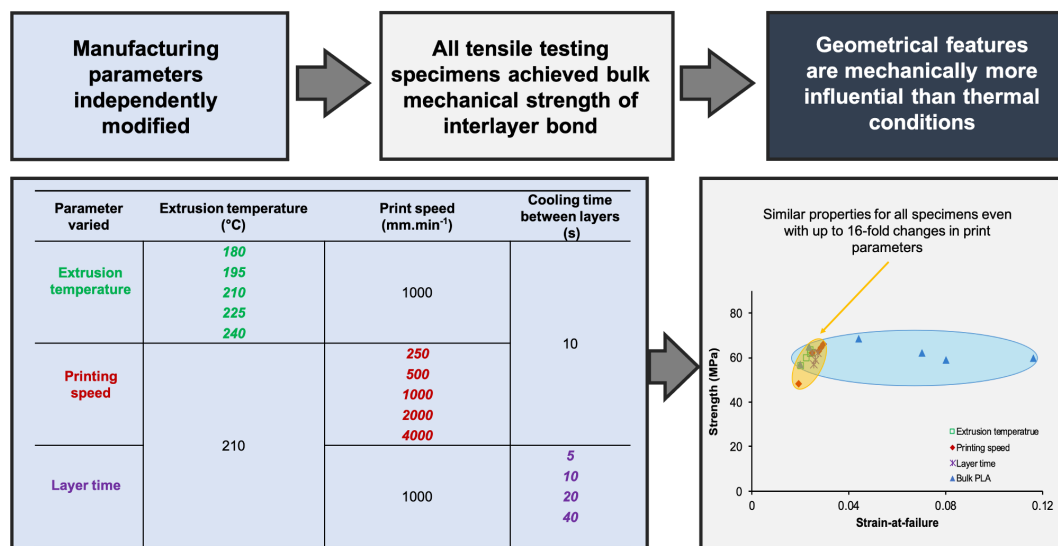 Manufacturing
parameters
independently
modified
All tensile testing
specimens achieved bulk
mechanical strength of
interlayer bond
Geometrical features
are mechanically more
influential than thermal
conditions
Parameter
varied
Extrusion temperature
(°C)
Print speed
(mm.min⁻¹)
Cooling time
between layers
(s)
Extrusion
temperature
180
195
210
225
240
1000
10
Printing
speed
210
250
500
1000
2000
4000
Layer time
1000
5
10
20
40
Similar properties for all specimens even
with up to 16-fold changes in print
parameters
Strength (MPa)
80
60
40
20
0
0
0.04
0.08
0.12
Strain-at-failure
Extrusion temperatrue
Printing speed
Layer time
Bulk PLA